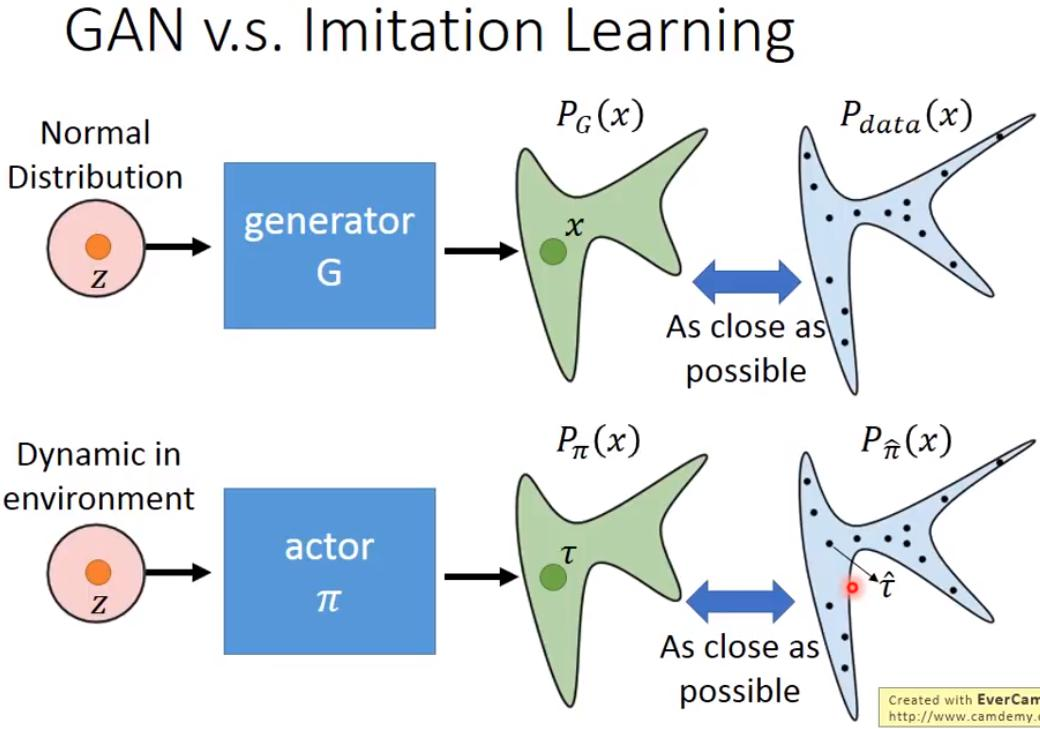 GAN v.s. Imitation Learning
Normal
Distribution
z
generator
G
P_G(x)
x
As close as
possible
P_data(x)
Dynamic in
environment
z
actor
π
P_π(x)
τ
As close as
possible
P_π̂(x)
τ̂
Created with EverCam
http://www.camdemy.c